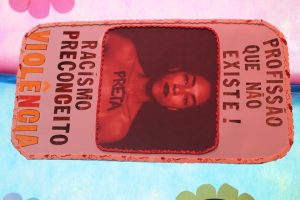 PROFISSÃO
QUE NÃO
EXISTE!
PRETA
RACISMO
PRECONCEITO
VIOLÊNCIA